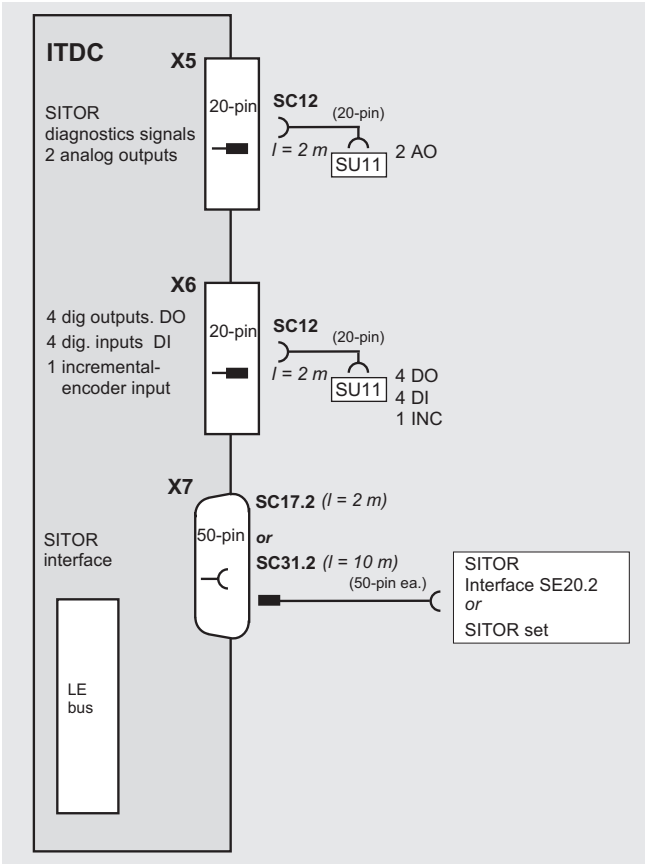 ITDC
X5
SITOR
diagnostics signals
2 analog outputs
20-pin
SC12
(20-pin)
l = 2 m
SU11
2 AO
X6
4 dig outputs. DO
4 dig. inputs DI
1 incremental-
encoder input
20-pin
SC12
(20-pin)
l = 2 m
SU11
4 DO
4 DI
1 INC
X7
SITOR
interface
50-pin
SC17.2 (l = 2 m)
or
SC31.2 (l = 10 m)
(50-pin ea.)
SITOR
Interface SE20.2
or
SITOR set
LE
bus